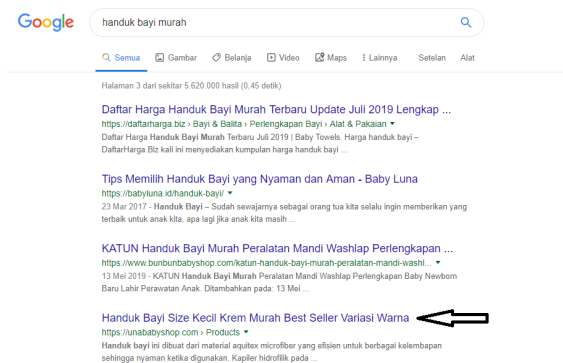 Google
handuk bayi murah
Semua Gambar Belanja Video Maps Lainnya Setelan Alat
Halaman 3 dari sekitar 5.620.000 hasil (0,45 detik)
Daftar Harga Handuk Bayi Murah Terbaru Update Juli 2019 Lengkap ...
https://daftarharga.biz › Bayi & Balita › Perlengkapan Bayi › Alat & Pakaian
Daftar Harga Handuk Bayi Murah Terbaru Juli 2019 | Baby Towels. Harga handuk bayi –
DaftarHarga.Biz kali ini menyediakan kumpulan harga handuk bayi ...
Tips Memilih Handuk Bayi yang Nyaman dan Aman - Baby Luna
https://babyluna.id/handuk-bayi/
23 Mar 2017 - Handuk Bayi – Sudah sewajarnya sebagai orang tua kita selalu ingin memberikan yang
terbaik untuk anak kita, apa lagi jika anak kita masih ...
KATUN Handuk Bayi Murah Peralatan Mandi Washlap Perlengkapan ...
https://www.bunbunbabyshop.com/katun-handuk-bayi-murah-peralatan-mandi-washl...
13 Mei 2019 - KATUN Handuk Bayi Murah Peralatan Mandi Washlap Perlengkapan Baby Newborn
Baru Lahir Perawatan Anak. Ditambahkan pada: 13 Mei ...
Handuk Bayi Size Kecil Krem Murah Best Seller Variasi Warna
https://unababyshop.com › Products
Handuk bayi ini dibuat dari material aquitex microfiber yang efisien untuk berbagai kelembapan
sehingga nyaman ketika digunakan. Kapiler hidrofilik pada ...